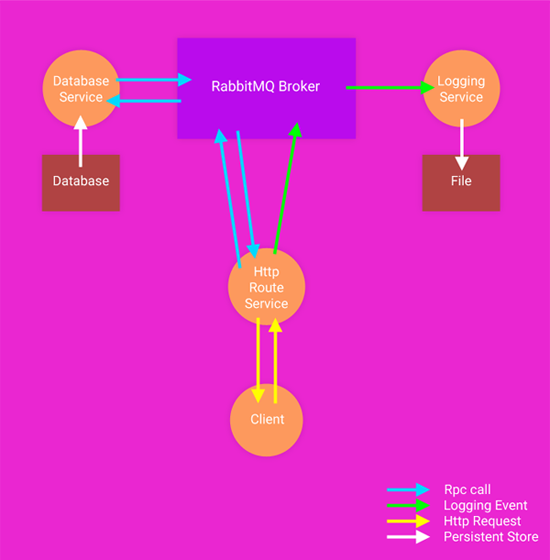 Database
Service
RabbitMQ Broker
Logging
Service
Database
File
Http
Route
Service
Client
Rpc call
Logging Event
Http Request
Persistent Store